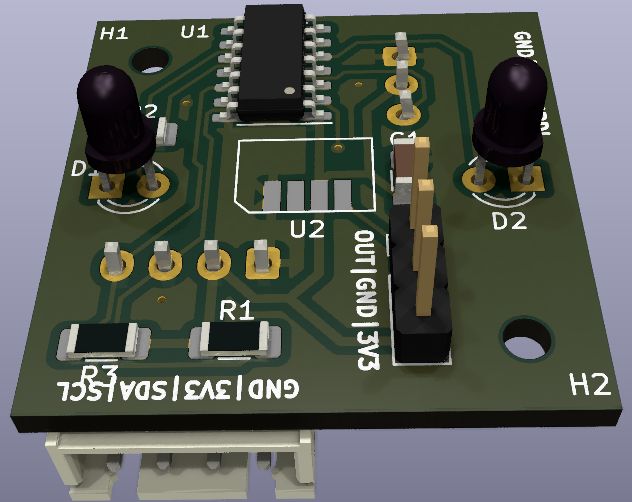 H1
U1
D1
C1
D2
U2
OUT|GND|3V3
R1
R3
GND|3V3|SDA|SCL
H2